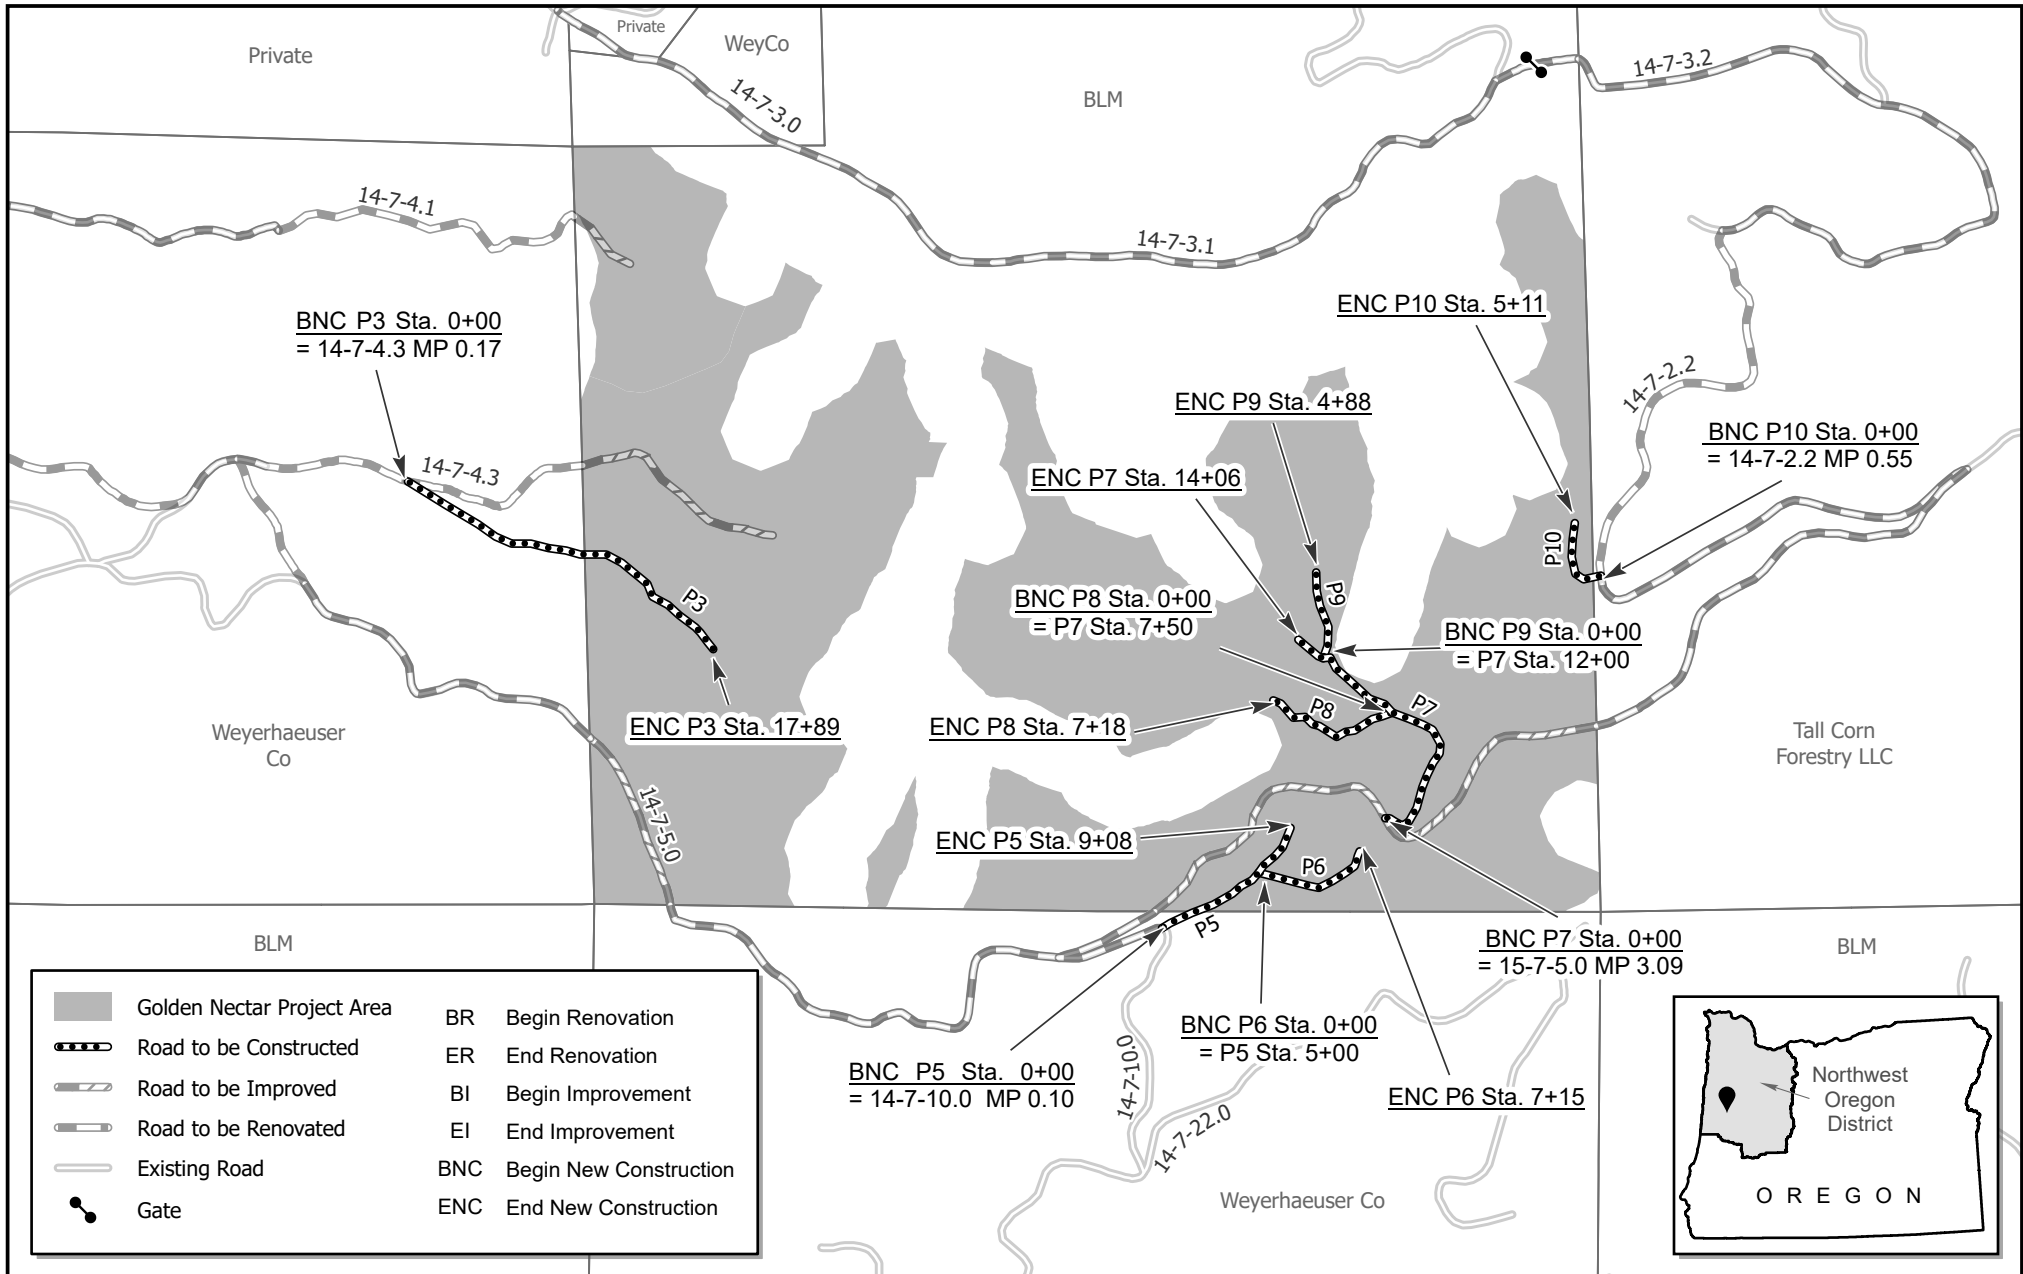 Private
Private
WeyCo
BLM
14-7-3.0
14-7-3.2
14-7-4.1
14-7-3.1
BNC P3 Sta. 0+00
= 14-7-4.3 MP 0.17
ENC P10 Sta. 5+11
14-7-2.2
ENC P9 Sta. 4+88
BNC P10 Sta. 0+00
= 14-7-2.2 MP 0.55
14-7-4.3
ENC P7 Sta. 14+06
P10
P9
P3
BNC P8 Sta. 0+00
= P7 Sta. 7+50
BNC P9 Sta. 0+00
= P7 Sta. 12+00
P8
P7
ENC P3 Sta. 17+89
ENC P8 Sta. 7+18
Weyerhaeuser
Co
Tall Corn
Forestry LLC
14-7-5.0
ENC P5 Sta. 9+08
P6
P5
BLM
BNC P7 Sta. 0+00
= 15-7-5.0 MP 3.09
BLM
BNC P6 Sta. 0+00
= P5 Sta. 5+00
BNC P5 Sta. 0+00
= 14-7-10.0 MP 0.10
14-7-10.0
ENC P6 Sta. 7+15
14-7-22.0
Weyerhaeuser Co
Golden Nectar Project Area
Road to be Constructed
Road to be Improved
Road to be Renovated
Existing Road
Gate
BR Begin Renovation
ER End Renovation
BI Begin Improvement
EI End Improvement
BNC Begin New Construction
ENC End New Construction
Northwest
Oregon
District
OREGON